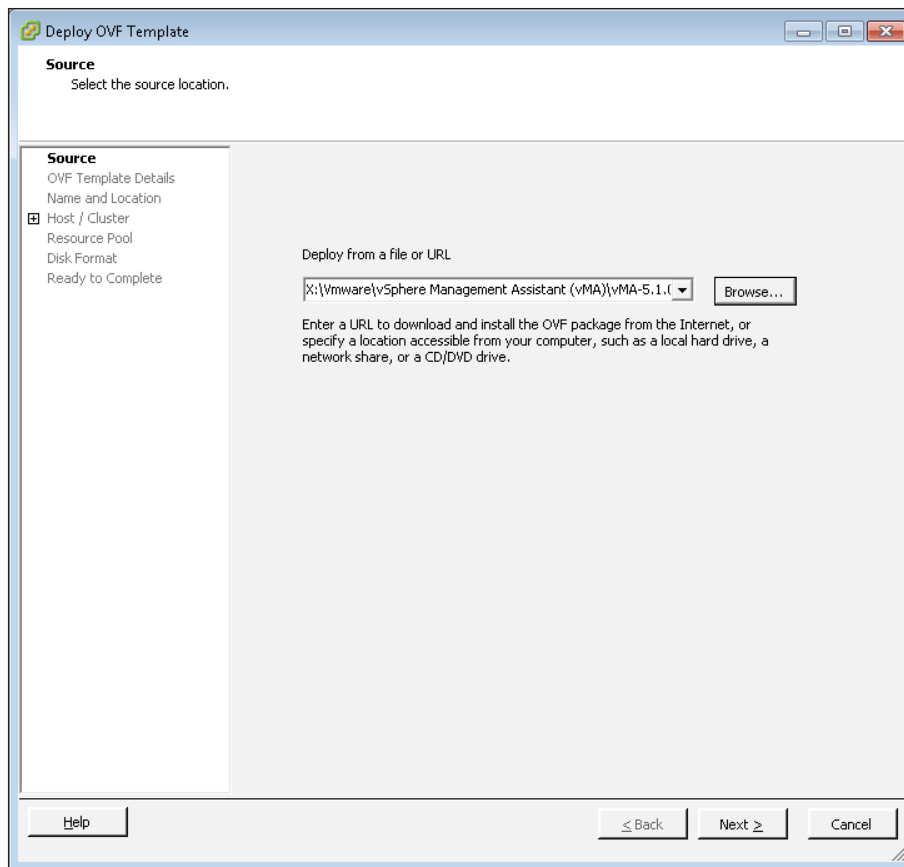 Deploy OVF Template
Source
Select the source location.
Source
OVF Template Details
Name and Location
Host / Cluster
Resource Pool
Disk Format
Ready to Complete
Deploy from a file or URL
X:\Vmware\vSphere Management Assistant (vMA)\vMA-5.1.(
Browse...
Enter a URL to download and install the OVF package from the Internet, or
specify a location accessible from your computer, such as a local hard drive, a
network share, or a CD/DVD drive.
Help
< Back
Next >
Cancel